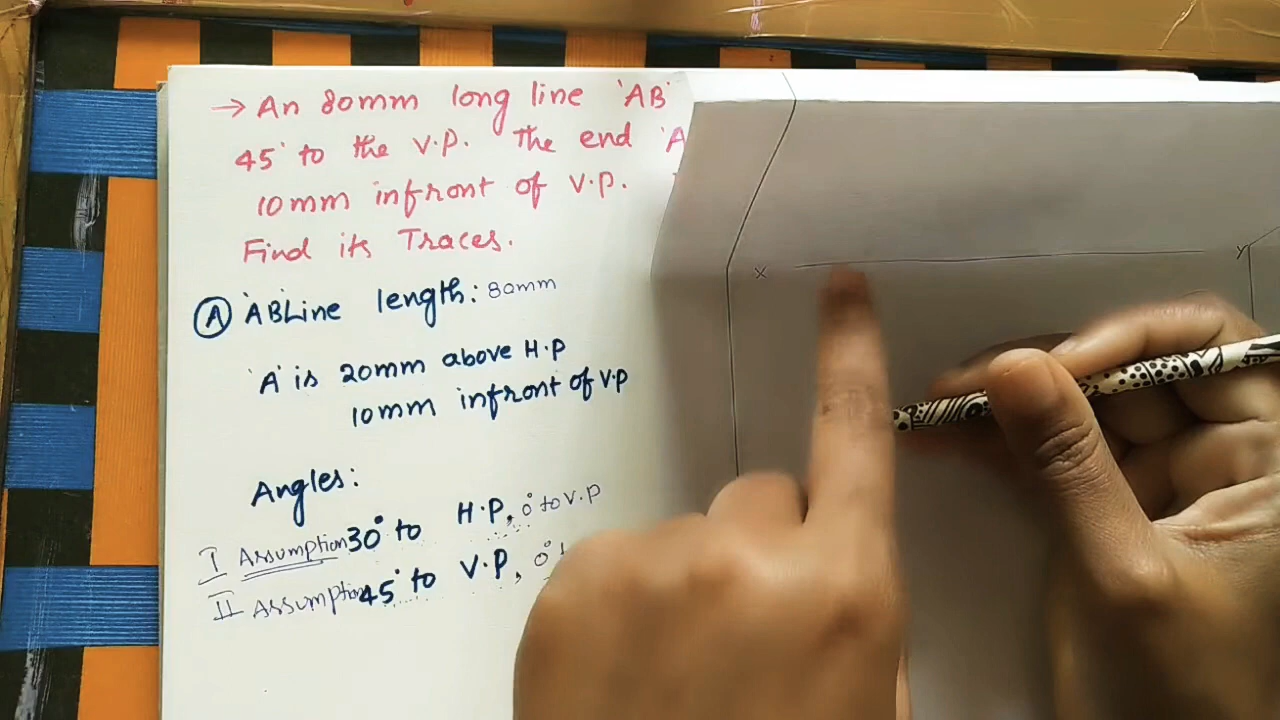 → An 80mm long line 'AB'
45° to the V.P. The end 'A
10mm infront of V.P.
Find its Traces.
Ⓐ 'AB' Line length: 80mm
'A' is 20mm above H.P
10mm infront of V.P
Angles:
I Assumption 30° to H.P, 0° to V.P
II Assumption 45° to V.P, 0°
X Y